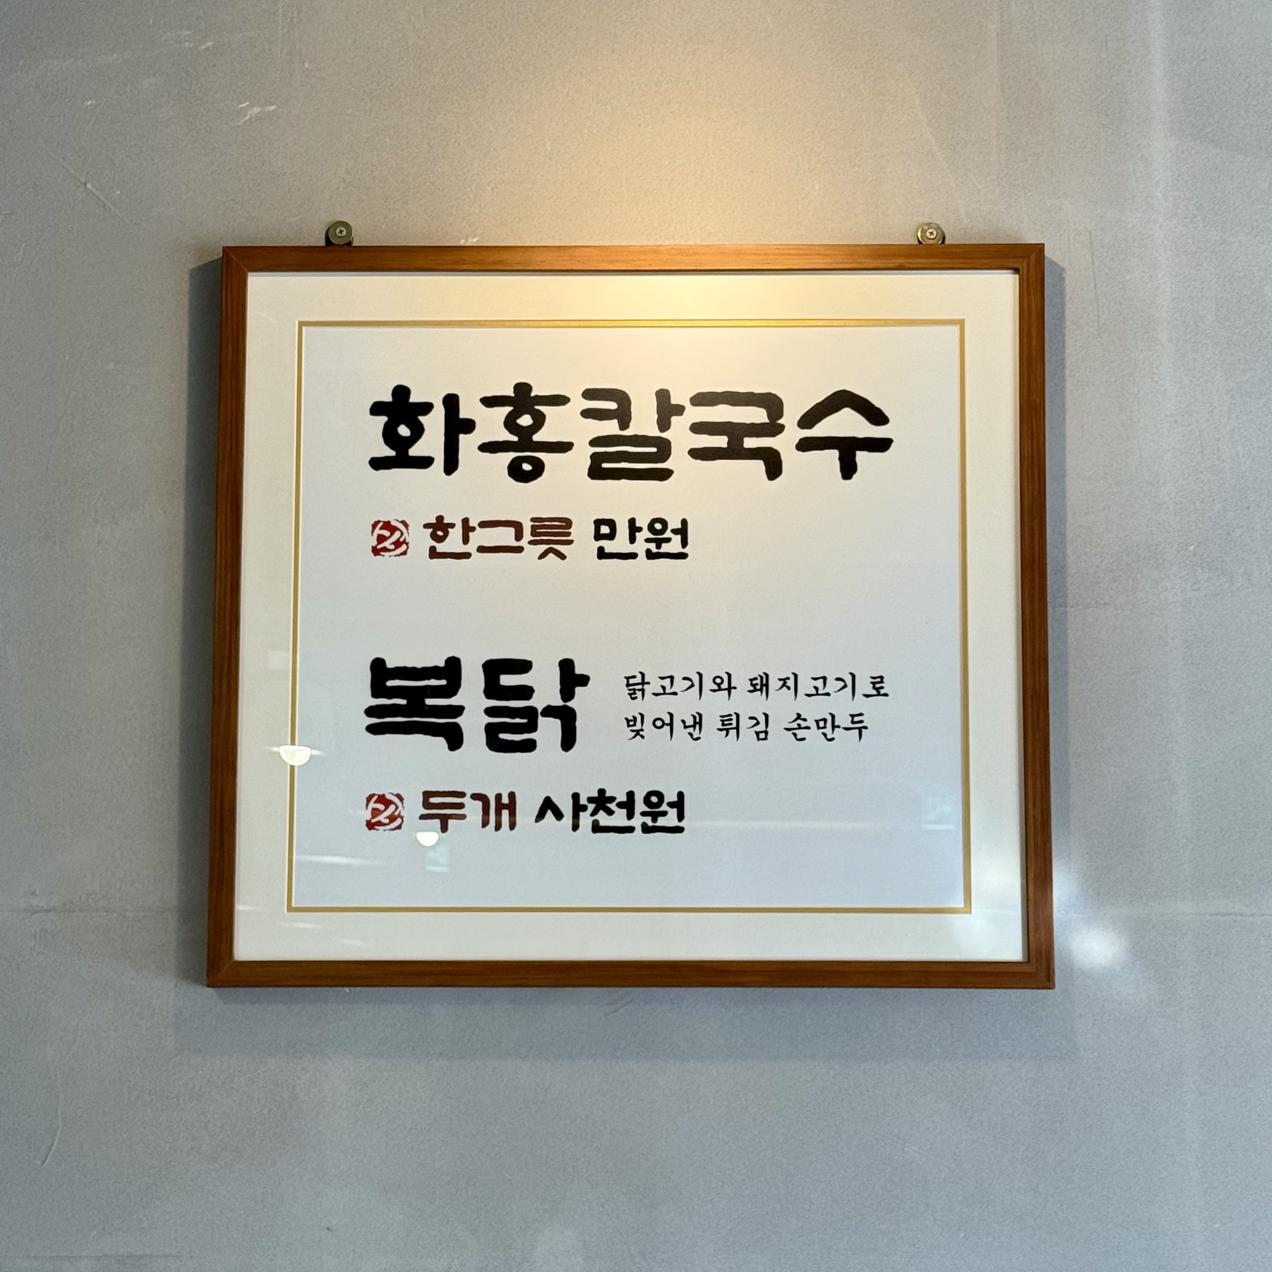 화홍칼국수
한그릇 만원
복닭
닭고기와 돼지고기로
빚어낸 튀김 손만두
두개 사천원